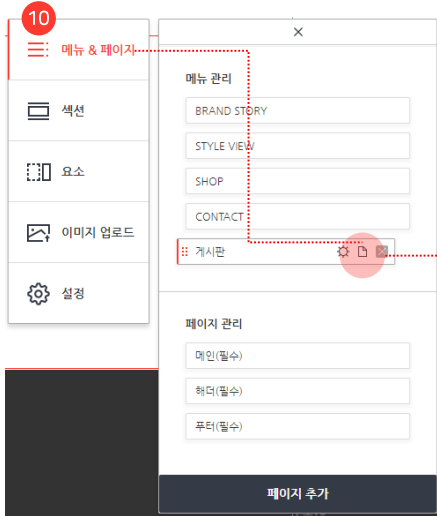 10
메뉴 & 페이지
섹션
요소
이미지 업로드
설정
메뉴 관리
BRAND STORY
STYLE VIEW
SHOP
CONTACT
게시판
페이지 관리
메인(필수)
해더(필수)
푸터(필수)
페이지 추가